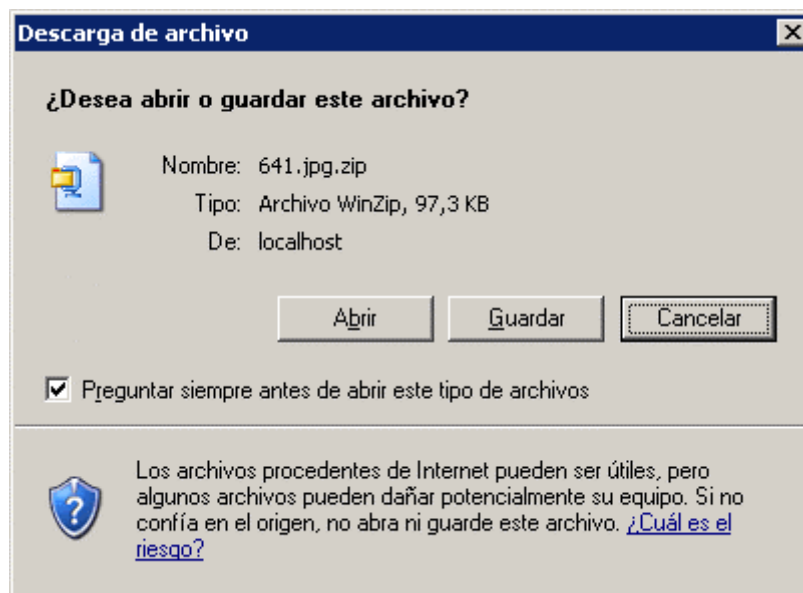 Descarga de archivo
¿Desea abrir o guardar este archivo?
Nombre: 641.jpg.zip
Tipo: Archivo WinZip, 97,3 KB
De: localhost
Abrir Guardar Cancelar
Preguntar siempre antes de abrir este tipo de archivos
Los archivos procedentes de Internet pueden ser útiles, pero
algunos archivos pueden dañar potencialmente su equipo. Si no
confía en el origen, no abra ni guarde este archivo. ¿Cuál es el
riesgo?